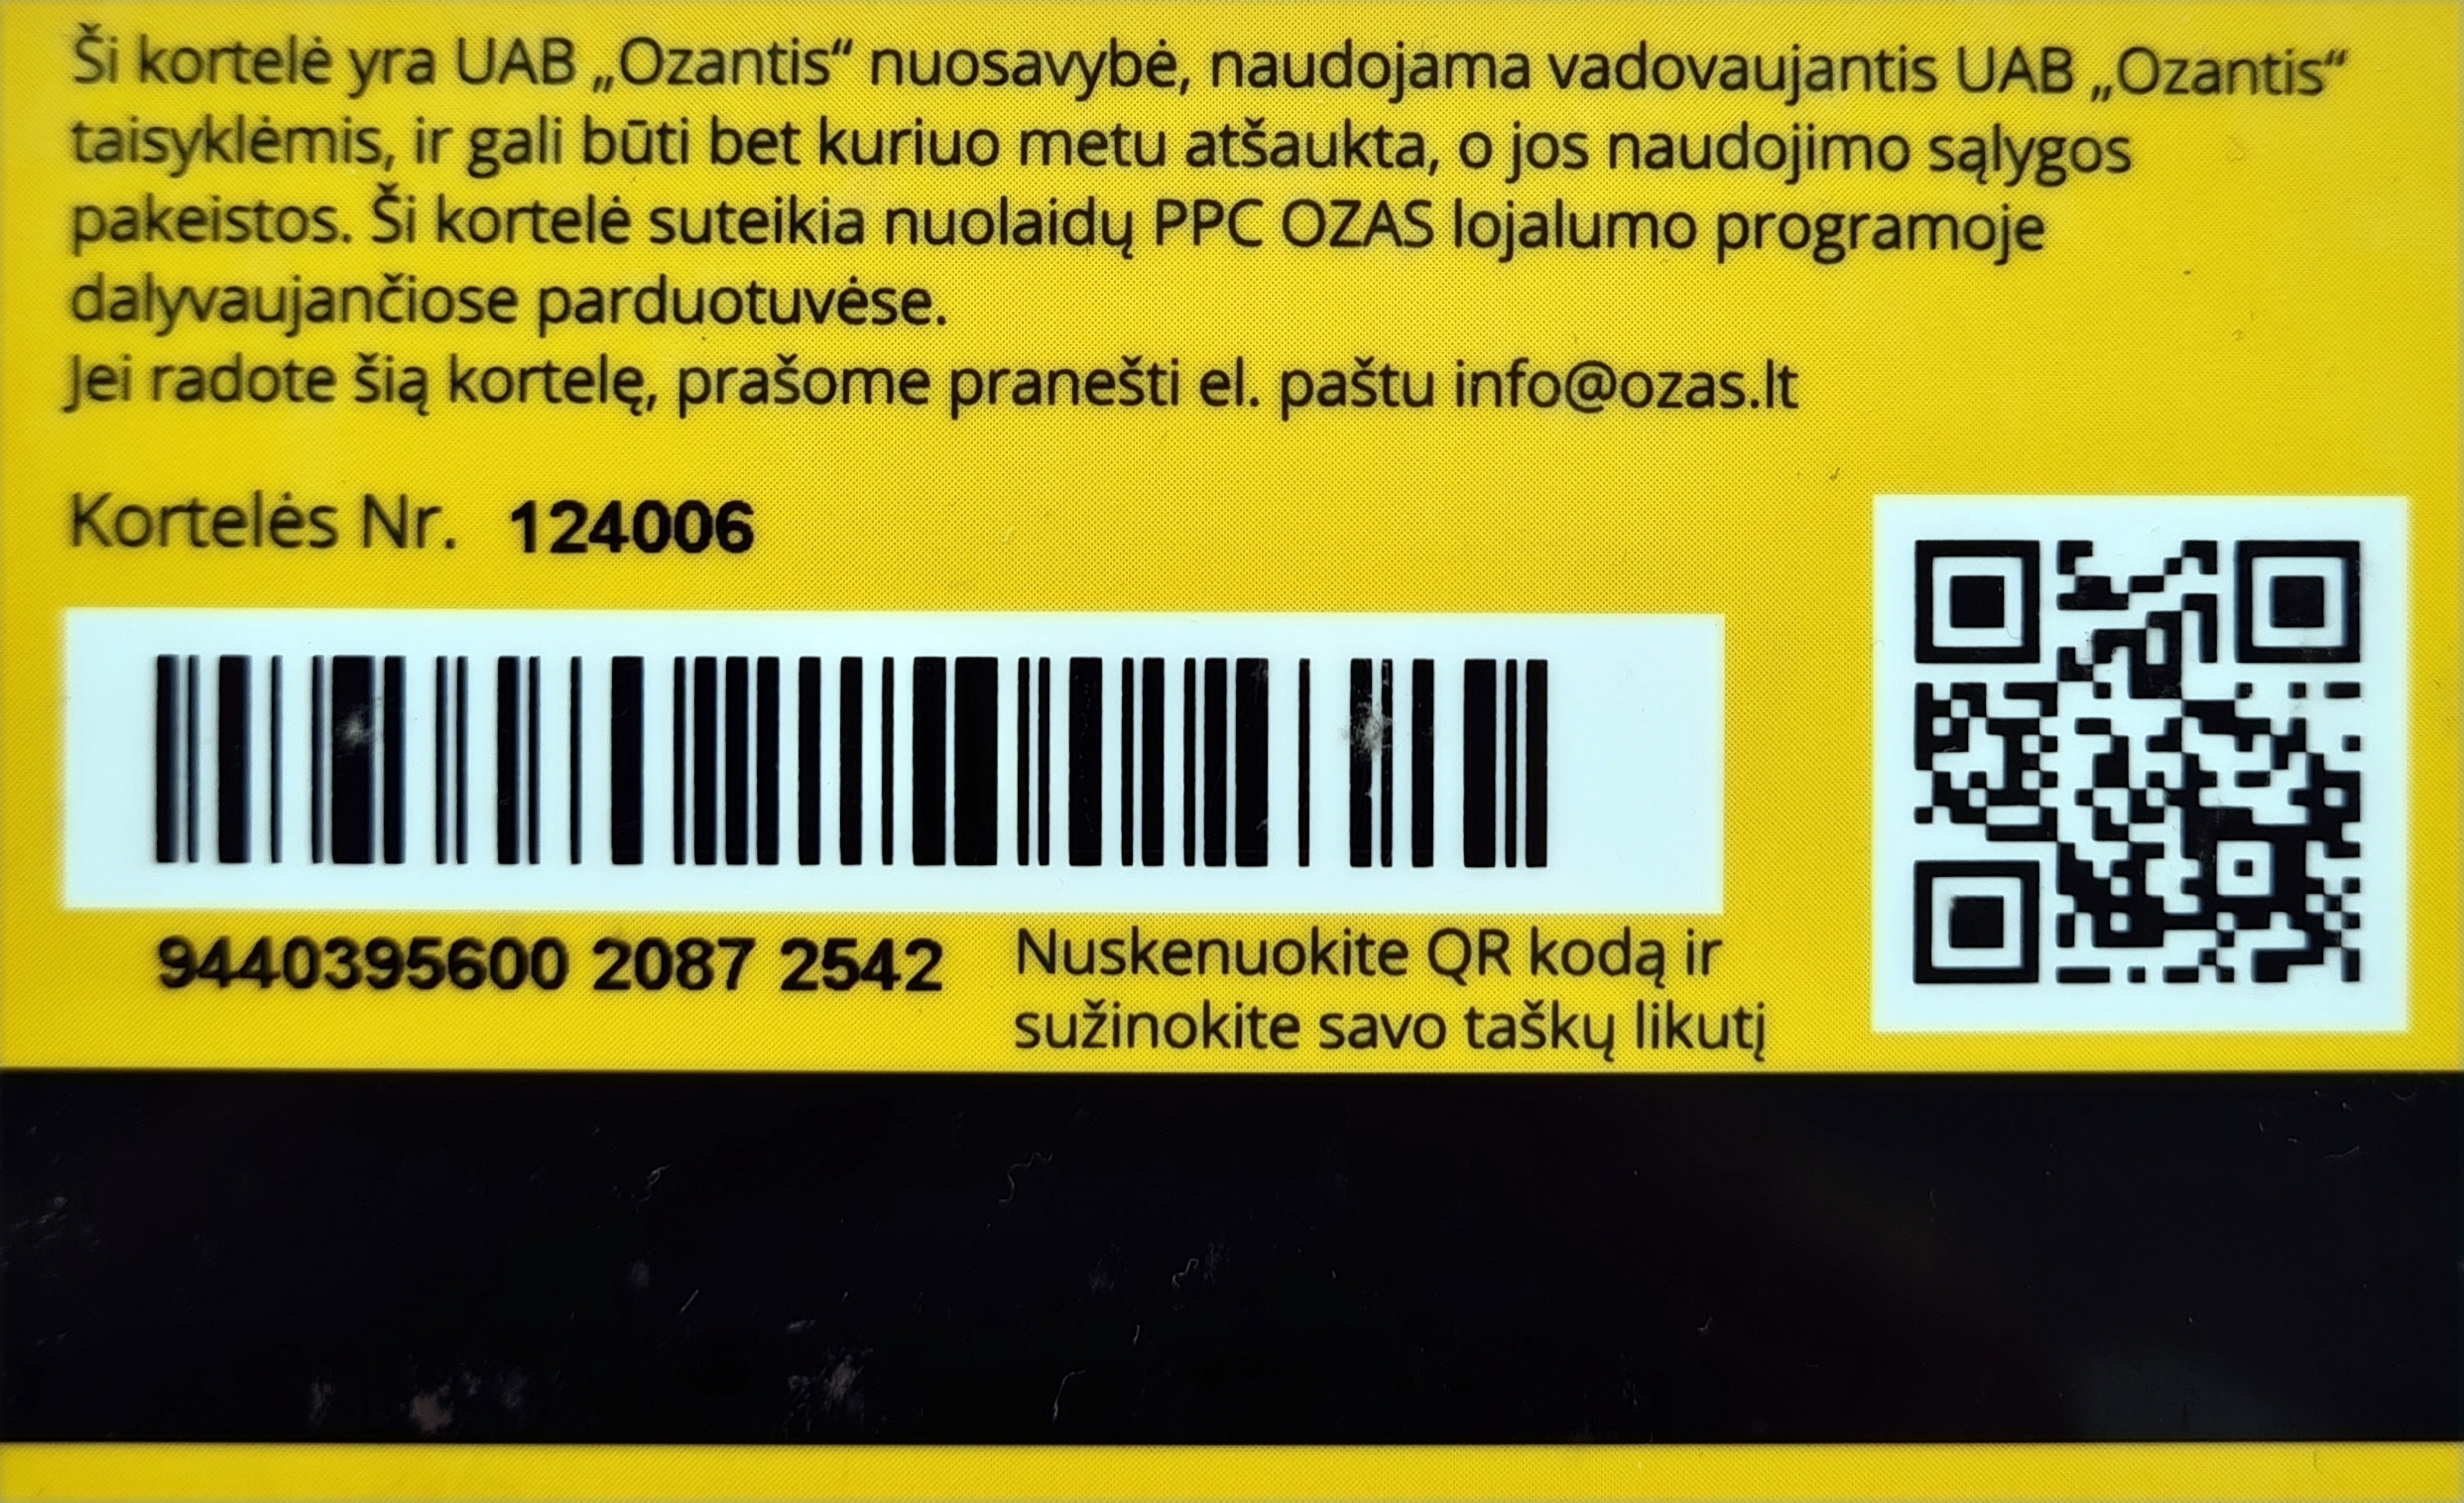 Ši kortelė yra UAB „Ozantis“ nuosavybė, naudojama vadovaujantis UAB „Ozantis“
taisyklėmis, ir gali būti bet kuriuo metu atšaukta, o jos naudojimo sąlygos
pakeistos. Ši kortelė suteikia nuolaidų PPC OZAS lojalumo programoje
dalyvaujančiose parduotuvėse.
Jei radote šią kortelę, prašome pranešti el. paštu info@ozas.lt
Kortelės Nr. 124006
9440395600 2087 2542
Nuskenuokite QR kodą ir
sužinokite savo taškų likutį